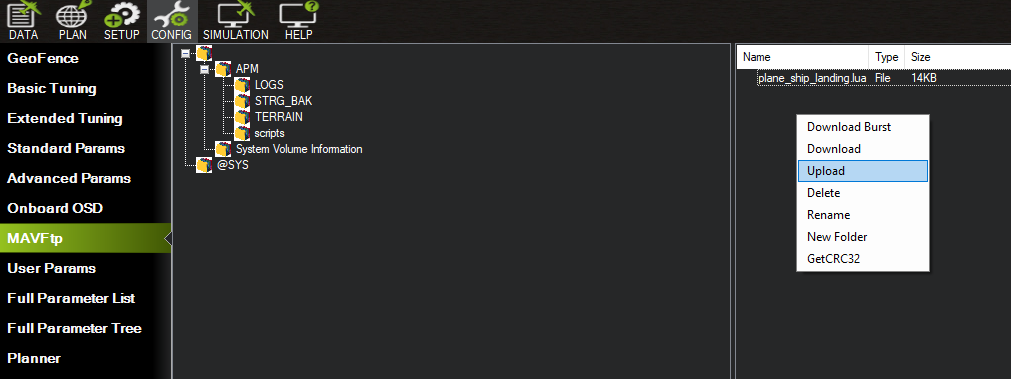 DATA PLAN SETUP CONFIG SIMULATION HELP
GeoFence
Basic Tuning
Extended Tuning
Standard Params
Advanced Params
Onboard OSD
MAVFtp
User Params
Full Parameter List
Full Parameter Tree
Planner
APM
LOGS
STRG_BAK
TERRAIN
scripts
System Volume Information
@SYS
Name Type Size
plane_ship_landing.lua File 14KB
Download Burst
Download
Upload
Delete
Rename
New Folder
GetCRC32